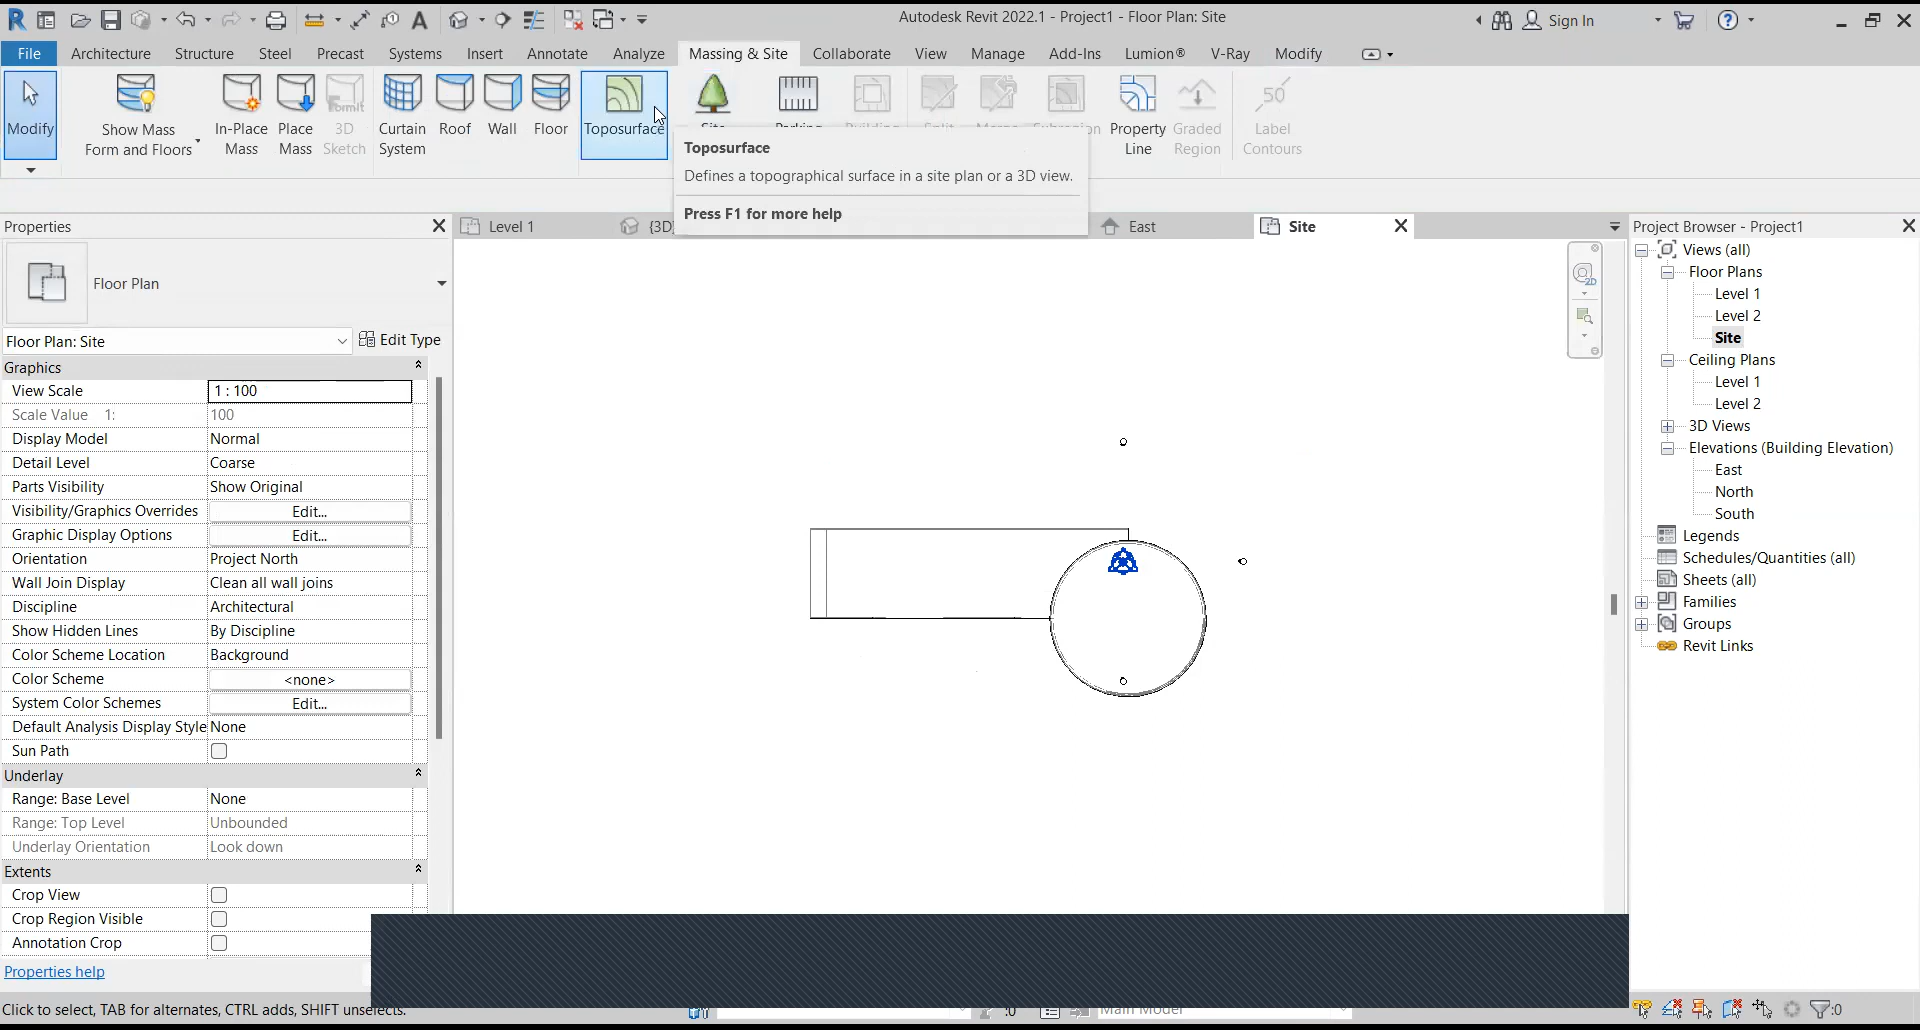 Autodesk Revit 2022.1 - Project1 - Floor Plan: Site
Sign In
File Architecture Structure Steel Precast Systems Insert Annotate Analyze Massing & Site Collaborate View Manage Add-Ins Lumion® V-Ray Modify
Modify
Show Mass
Form and Floors
In-Place
Mass
Place
Mass
3D
Sketch
Curtain
System
Roof
Wall
Floor
Toposurface
Property
Line
Graded
Region
50
Label
Contours
Toposurface
Defines a topographical surface in a site plan or a 3D view.
Press F1 for more help
Properties
Level 1
{3D
East
Site
Floor Plan
Floor Plan: Site
Edit Type
Graphics
View Scale 1 : 100
Scale Value 1: 100
Display Model Normal
Detail Level Coarse
Parts Visibility Show Original
Visibility/Graphics Overrides Edit...
Graphic Display Options Edit...
Orientation Project North
Wall Join Display Clean all wall joins
Discipline Architectural
Show Hidden Lines By Discipline
Color Scheme Location Background
Color Scheme <none>
System Color Schemes Edit...
Default Analysis Display Style None
Sun Path
Underlay
Range: Base Level None
Range: Top Level Unbounded
Underlay Orientation Look down
Extents
Crop View
Crop Region Visible
Annotation Crop
Properties help
2D
Project Browser - Project1
Views (all)
Floor Plans
Level 1
Level 2
Site
Ceiling Plans
Level 1
Level 2
3D Views
Elevations (Building Elevation)
East
North
South
Legends
Schedules/Quantities (all)
Sheets (all)
Families
Groups
Revit Links
Click to select, TAB for alternates, CTRL adds, SHIFT unselects.
:0
Main Model
:0